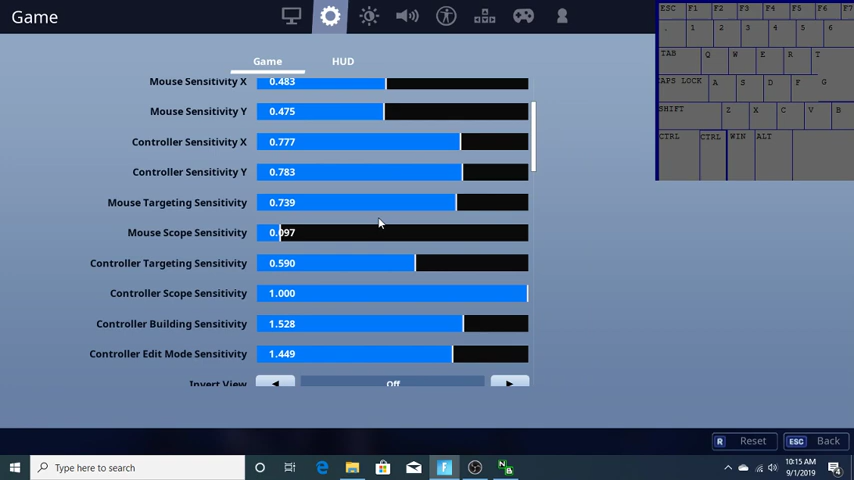 Game
Game HUD
Mouse Sensitivity X 0.483
Mouse Sensitivity Y 0.475
Controller Sensitivity X 0.777
Controller Sensitivity Y 0.783
Mouse Targeting Sensitivity 0.739
Mouse Scope Sensitivity 0.097
Controller Targeting Sensitivity 0.590
Controller Scope Sensitivity 1.000
Controller Building Sensitivity 1.528
Controller Edit Mode Sensitivity 1.449
Invert View Off
ESC F1 F2 F3 F4 F5 F6 F7
. 1 2 3 4 5 6
TAB Q W E R T
CAPS LOCK A S D F G
SHIFT Z X C V B
CTRL CTRL WIN ALT
R Reset ESC Back
Type here to search
10:15 AM
9/1/2019
4